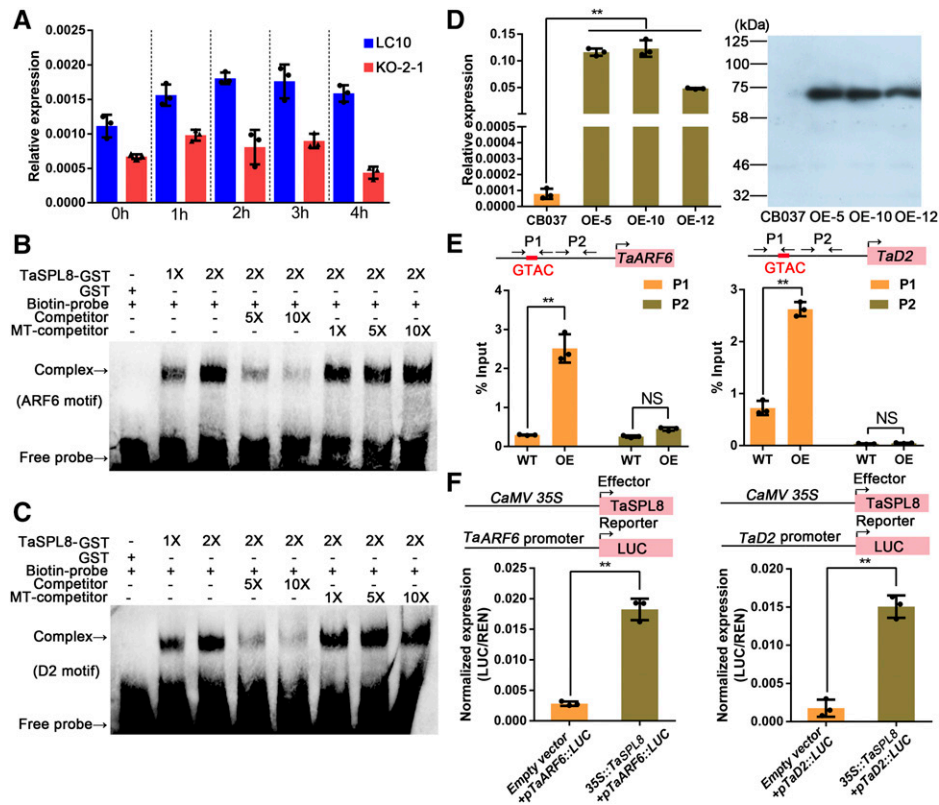 A
Relative expression
0.0025
0.0020
0.0015
0.0010
0.0005
0.0000
LC10
KO-2-1
0h 1h 2h 3h 4h
B
TaSPL8-GST - 1X 2X 2X 2X 2X 2X 2X
GST + - - - - - - -
Biotin-probe + + + + + + + +
Competitor - - - 5X 10X - - -
MT-competitor - - - - - 1X 5X 10X
Complex→
(ARF6 motif)
Free probe→
C
TaSPL8-GST - 1X 2X 2X 2X 2X 2X 2X
GST + - - - - - - -
Biotin-probe + + + + + + + +
Competitor - - - 5X 10X - - -
MT-competitor - - - - - 1X 5X 10X
Complex→
(D2 motif)
Free probe→
D
Relative expression
0.15
0.10
0.05
0.0005
0.0004
0.0003
0.0002
0.0001
0.0000
**
CB037 OE-5 OE-10 OE-12
(kDa)
125
100
75
58
46
32
CB037 OE-5 OE-10 OE-12
E
P1 P2
GTAC
TaARF6
P1
P2
% Input
4
3
2
1
0
**
NS
WT OE WT OE
P1 P2
GTAC
TaD2
P1
P2
% Input
3
2
1
0
**
NS
WT OE WT OE
F
Effector
CaMV 35S TaSPL8
Reporter
TaARF6 promoter LUC
Normalized expression
(LUC/REN)
0.025
0.020
0.015
0.010
0.005
0.000
**
Empty vector
+pTaARF6::LUC
35S::TaSPL8
+pTaARF6::LUC
Effector
CaMV 35S TaSPL8
Reporter
TaD2 promoter LUC
Normalized expression
(LUC/REN)
0.020
0.015
0.010
0.005
0.000
**
Empty vector
+pTaD2::LUC
35S::TaSPL8
+pTaD2::LUC